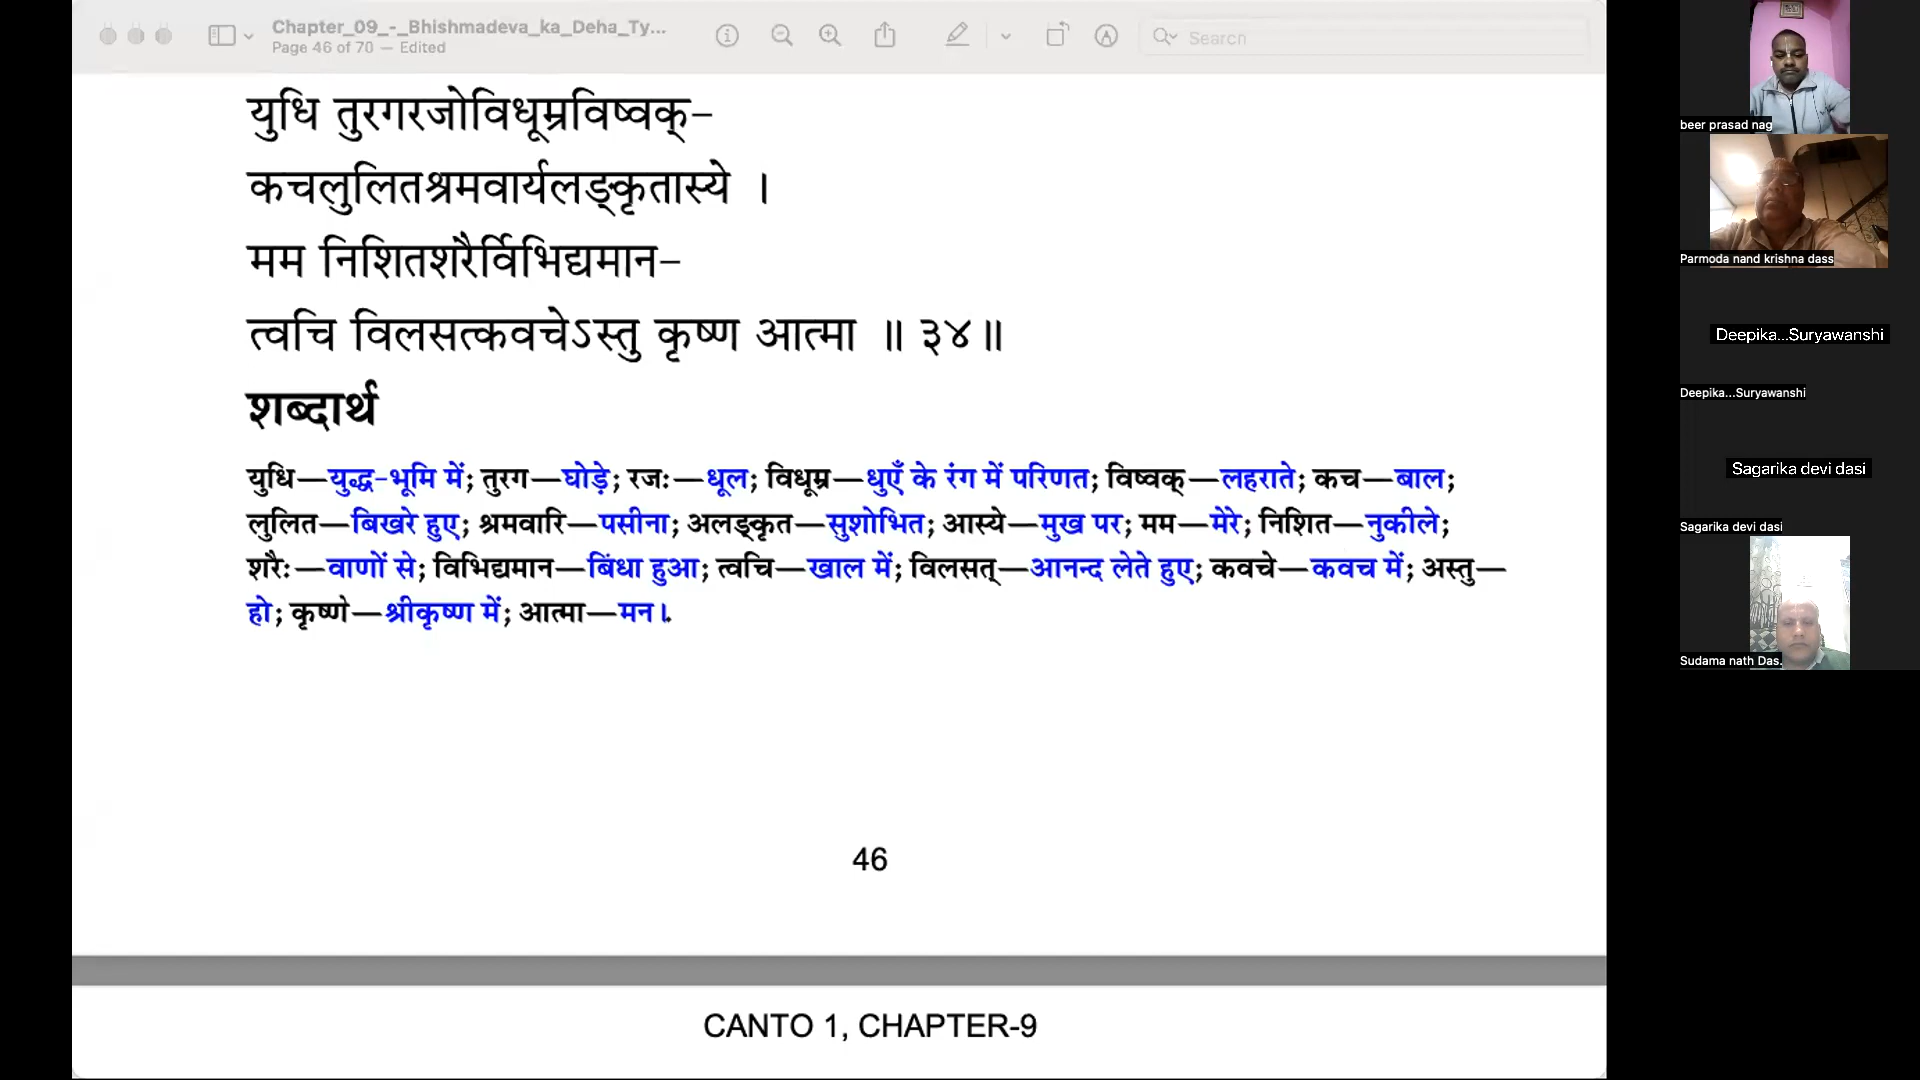 Chapter_09_-_Bhishmadeva_ka_Deha_Ty...
Page 46 of 70 — Edited
Search
युधि तुरगरजोविधूम्रविष्वक्-
कचलुलितश्रमवार्यलङ्कृतास्ये ।
मम निशितशरैर्विभिद्यमान-
त्वचि विलसत्कवचेऽस्तु कृष्ण आत्मा ॥ ३४॥
शब्दार्थ
युधि—युद्ध-भूमि में; तुरग—घोड़े; रजः—धूल; विधूम्र—धुएँ के रंग में परिणत; विष्वक्—लहराते; कच—बाल;
लुलित—बिखरे हुए; श्रमवारि—पसीना; अलङ्कृत—सुशोभित; आस्ये—मुख पर; मम—मेरे; निशित—नुकीले;
शरैः—वाणों से; विभिद्यमान—बिंधा हुआ; त्वचि—खाल में; विलसत्—आनन्द लेते हुए; कवचे—कवच में; अस्तु—
हो; कृष्णे—श्रीकृष्ण में; आत्मा—मन।.
46
CANTO 1, CHAPTER-9
beer prasad nag
Parmoda nand krishna dass
Deepika...Suryawanshi
Deepika...Suryawanshi
Sagarika devi dasi
Sagarika devi dasi
Sudama nath Das.